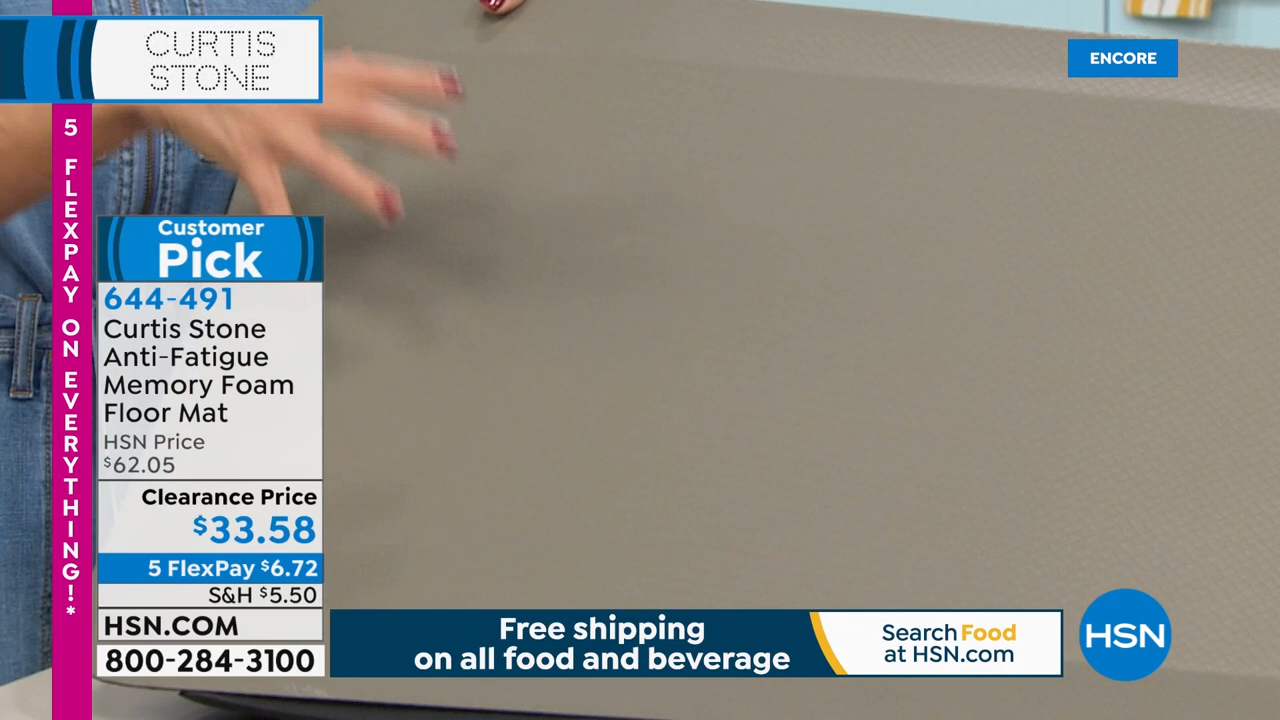 CURTIS
STONE
ENCORE
5 FLEXPAY ON EVERYTHING!*
Customer
Pick
644-491
Curtis Stone
Anti-Fatigue
Memory Foam
Floor Mat
HSN Price
$62.05
Clearance Price
$33.58
5 FlexPay $6.72
S&H $5.50
HSN.COM
800-284-3100
Free shipping
on all food and beverage
Search Food
at HSN.com
HSN